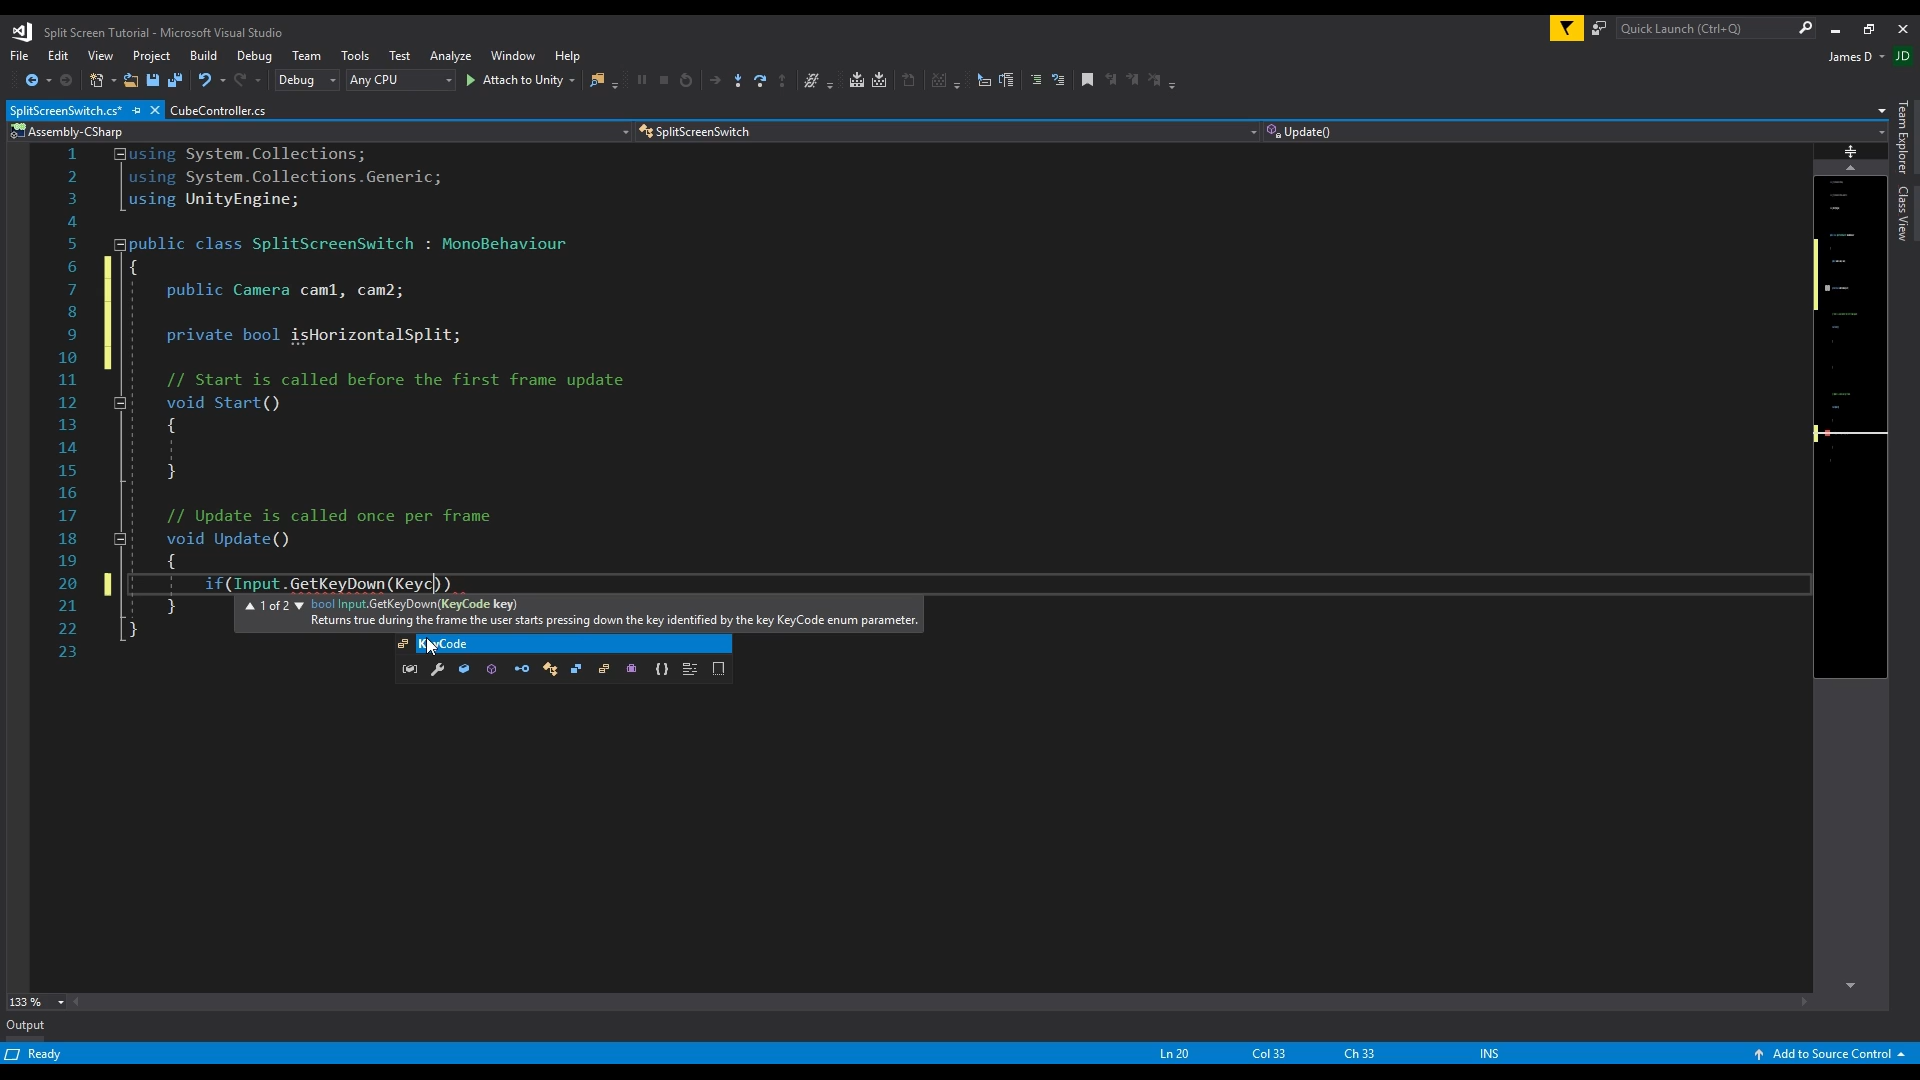 Split Screen Tutorial - Microsoft Visual Studio
Quick Launch (Ctrl+Q)
File Edit View Project Build Debug Team Tools Test Analyze Window Help
James D JD
Debug Any CPU Attach to Unity
SplitScreenSwitch.cs* CubeController.cs
Assembly-CSharp SplitScreenSwitch Update()
1 using System.Collections;
2 using System.Collections.Generic;
3 using UnityEngine;
4
5 public class SplitScreenSwitch : MonoBehaviour
6 {
7 public Camera cam1, cam2;
8
9 private bool isHorizontalSplit;
10
11 // Start is called before the first frame update
12 void Start()
13 {
14
15 }
16
17 // Update is called once per frame
18 void Update()
19 {
20 if(Input.GetKeyDown(Keyc))
21 }
22 }
23
1 of 2 bool Input.GetKeyDown(KeyCode key)
Returns true during the frame the user starts pressing down the key identified by the key KeyCode enum parameter.
KeyCode
Team Explorer
Class View
133 %
Output
Ready Ln 20 Col 33 Ch 33 INS Add to Source Control